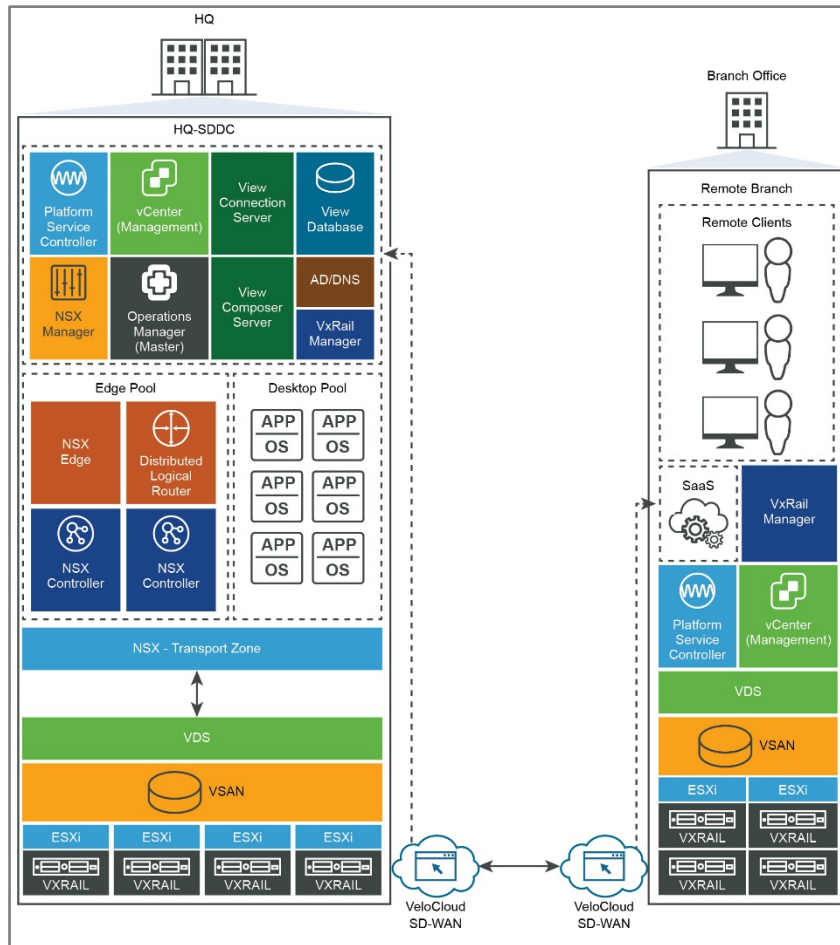 HQ
Branch Office
HQ-SDDC
Platform
Service
Controller
vCenter
(Management)
View
Connection
Server
View
Database
NSX
Manager
Operations
Manager
(Master)
View
Composer
Server
AD/DNS
VxRail
Manager
Edge Pool
NSX
Edge
Distributed
Logical
Router
NSX
Controller
NSX
Controller
Desktop Pool
APP
OS
APP
OS
APP
OS
APP
OS
APP
OS
APP
OS
NSX - Transport Zone
VDS
VSAN
ESXi
ESXi
ESXi
ESXi
VXRAIL
VXRAIL
VXRAIL
VXRAIL
VeloCloud
SD-WAN
VeloCloud
SD-WAN
Remote Branch
Remote Clients
SaaS
VxRail
Manager
Platform
Service
Controller
vCenter
(Management)
VDS
VSAN
ESXi
ESXi
VXRAIL
VXRAIL
VXRAIL
VXRAIL